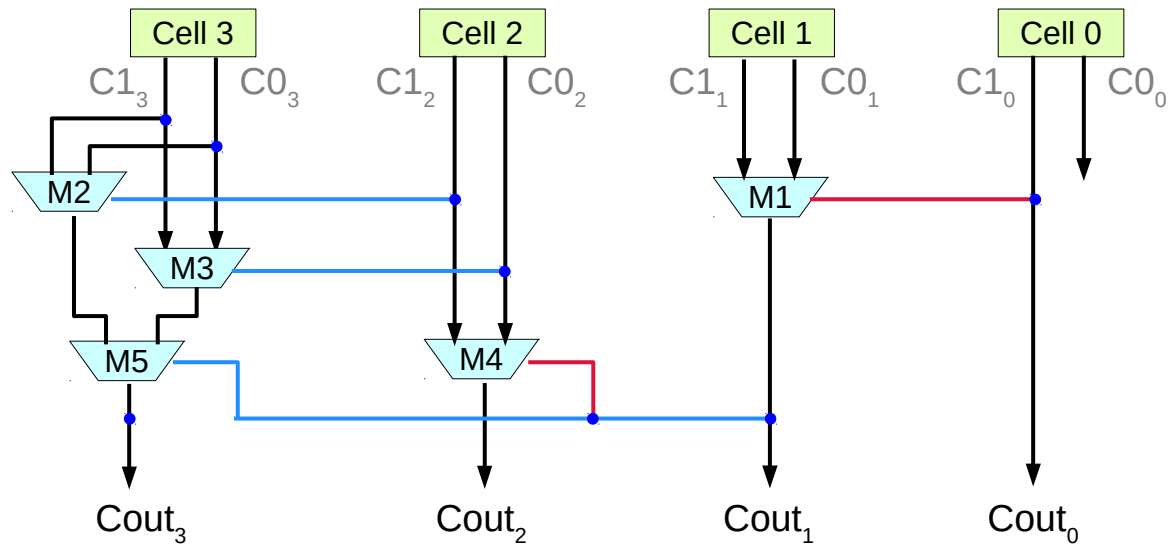 Cell 3 Cell 2 Cell 1 Cell 0
C1₃ C0₃ C1₂ C0₂ C1₁ C0₁ C1₀ C0₀
M2 M1
M3
M5 M4
Cout₃ Cout₂ Cout₁ Cout₀